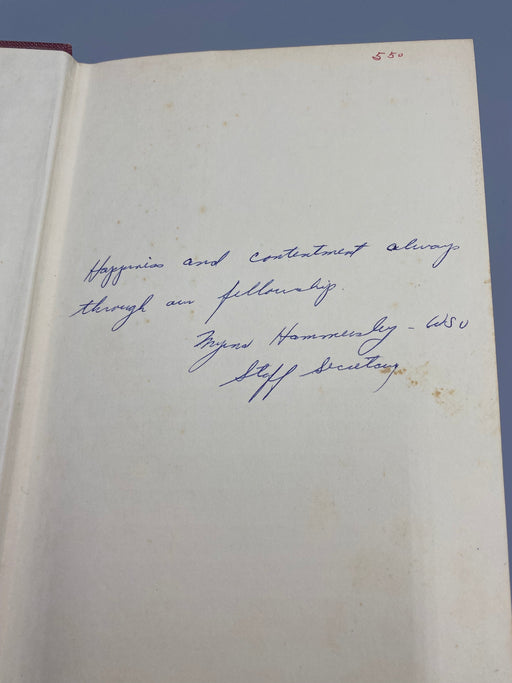 550
Happiness and contentment always
through our fellowship.
Myrna Hammersley - WSO
Staff Secretary